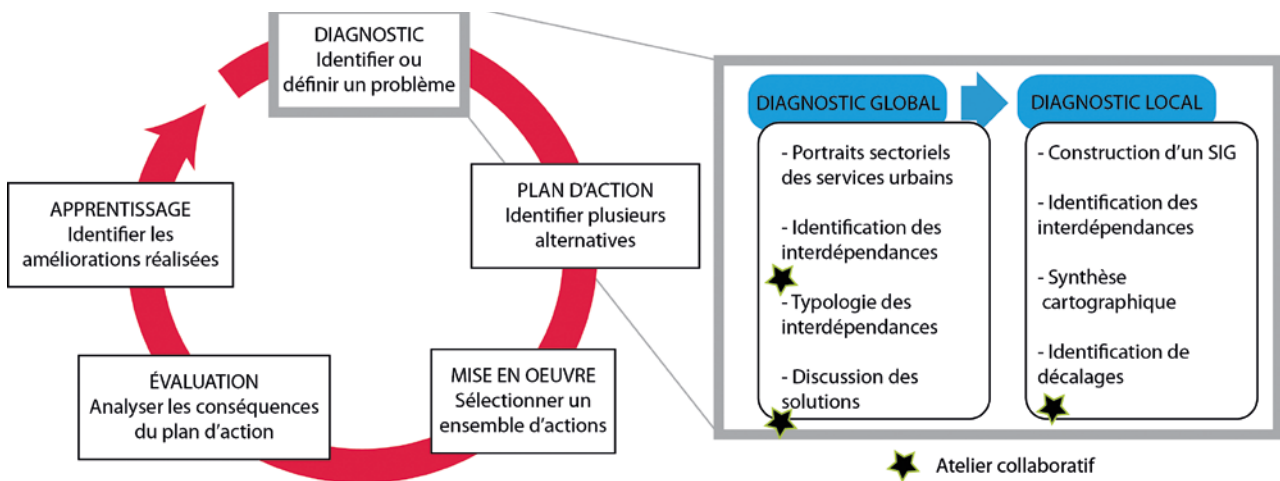 DIAGNOSTIC
Identifier ou
définir un problème
PLAN D'ACTION
Identifier plusieurs
alternatives
MISE EN OEUVRE
Sélectionner un
ensemble d'actions
ÉVALUATION
Analyser les conséquences
du plan d'action
APPRENTISSAGE
Identifier les
améliorations réalisées
DIAGNOSTIC GLOBAL
- Portraits sectoriels
des services urbains
- Identification des
interdépendances
- Typologie des
interdépendances
- Discussion des
solutions
DIAGNOSTIC LOCAL
- Construction d'un SIG
- Identification des
interdépendances
- Synthèse
cartographique
- Identification de
décalages
Atelier collaboratif